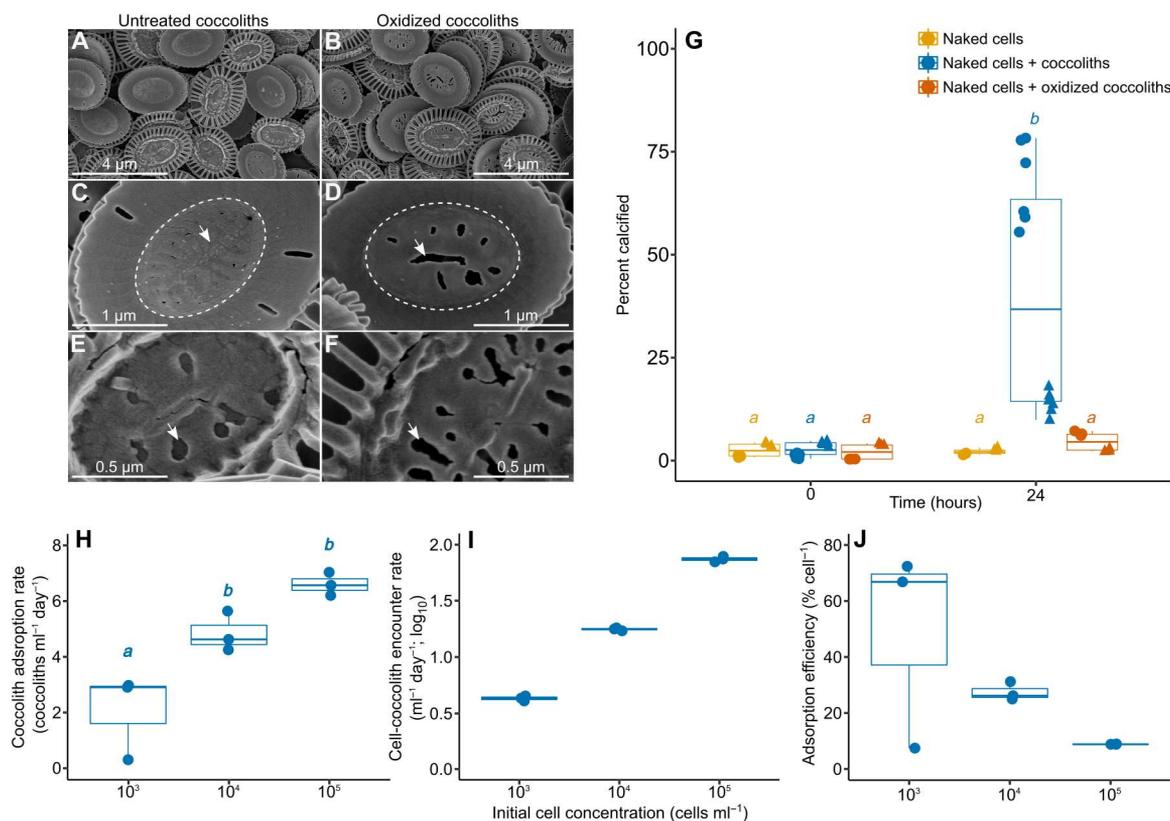 Untreated coccoliths
Oxidized coccoliths
A
4 μm
B
4 μm
C
1 μm
D
1 μm
E
0.5 μm
F
0.5 μm
G
Naked cells
Naked cells + coccoliths
Naked cells + oxidized coccoliths
Percent calcified
100
75
50
25
0
b
a a a a a
0 24
Time (hours)
H
Coccolith adsroption rate
(coccoliths ml⁻¹ day⁻¹)
8
6
4
2
0
a
b
b
10³ 10⁴ 10⁵
I
Cell-coccolith encounter rate
(ml⁻¹ day⁻¹; log₁₀)
2.0
1.5
1.0
0.5
0.0
10³ 10⁴ 10⁵
Initial cell concentration (cells ml⁻¹)
J
Adsorption efficiency (% cell⁻¹)
80
60
40
20
0
10³ 10⁴ 10⁵